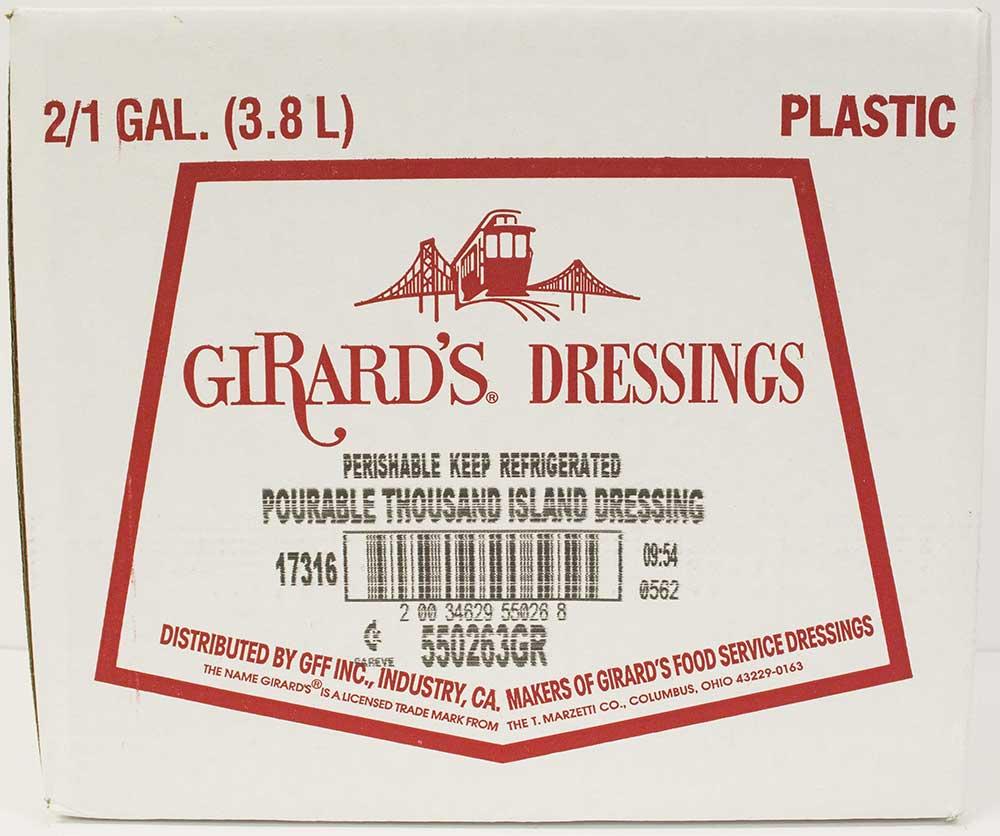 2/1 GAL. (3.8 L)
PLASTIC
GIRARD'S® DRESSINGS
PERISHABLE KEEP REFRIGERATED
POURABLE THOUSAND ISLAND DRESSING
17316
09:54
0562
2 00 34629 55026 8
550263GR
DISTRIBUTED BY GFF INC., INDUSTRY, CA. MAKERS OF GIRARD'S FOOD SERVICE DRESSINGS
THE NAME GIRARD'S® IS A LICENSED TRADE MARK FROM THE T. MARZETTI CO., COLUMBUS, OHIO 43229-0163